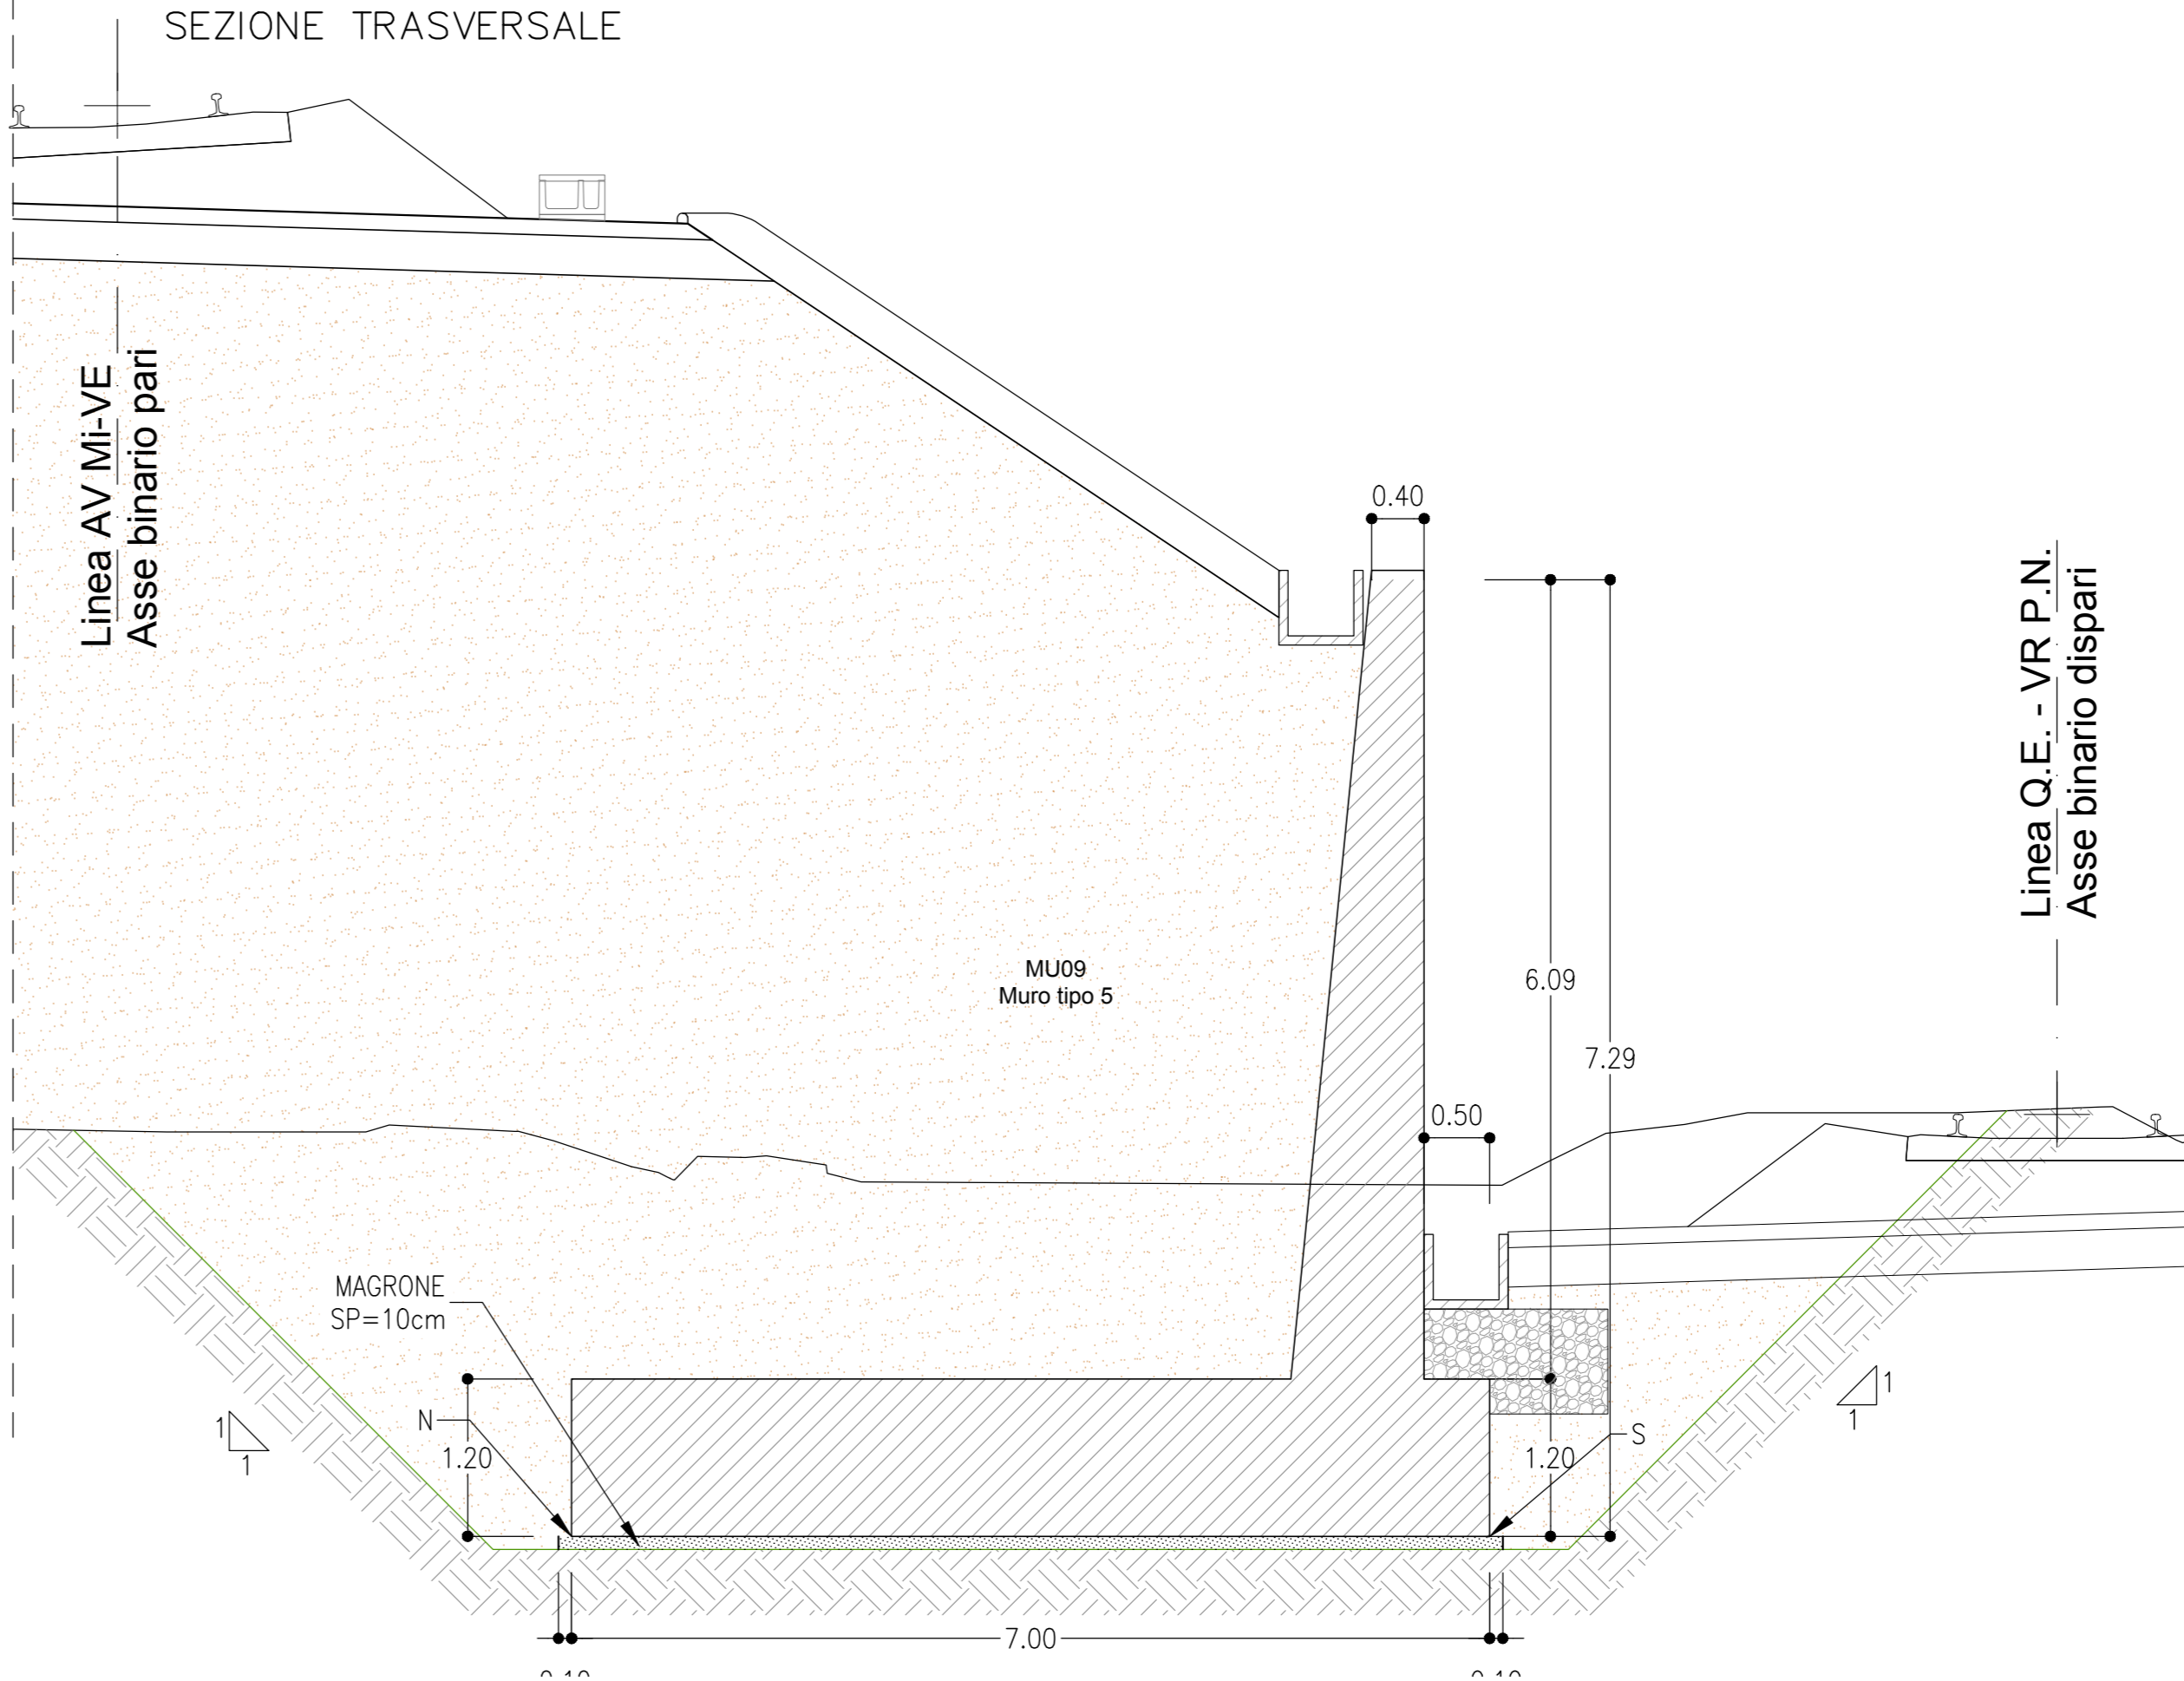 SEZIONE TRASVERSALE
Linea AV Mi-VE
Asse binario pari
0.40
Linea Q.E. - VR P.N.
Asse binario dispari
MU09
Muro tipo 5
6.09
7.29
0.50
MAGRONE
SP=10cm
1
1
N
1.20
1.20
S
1
1
7.00